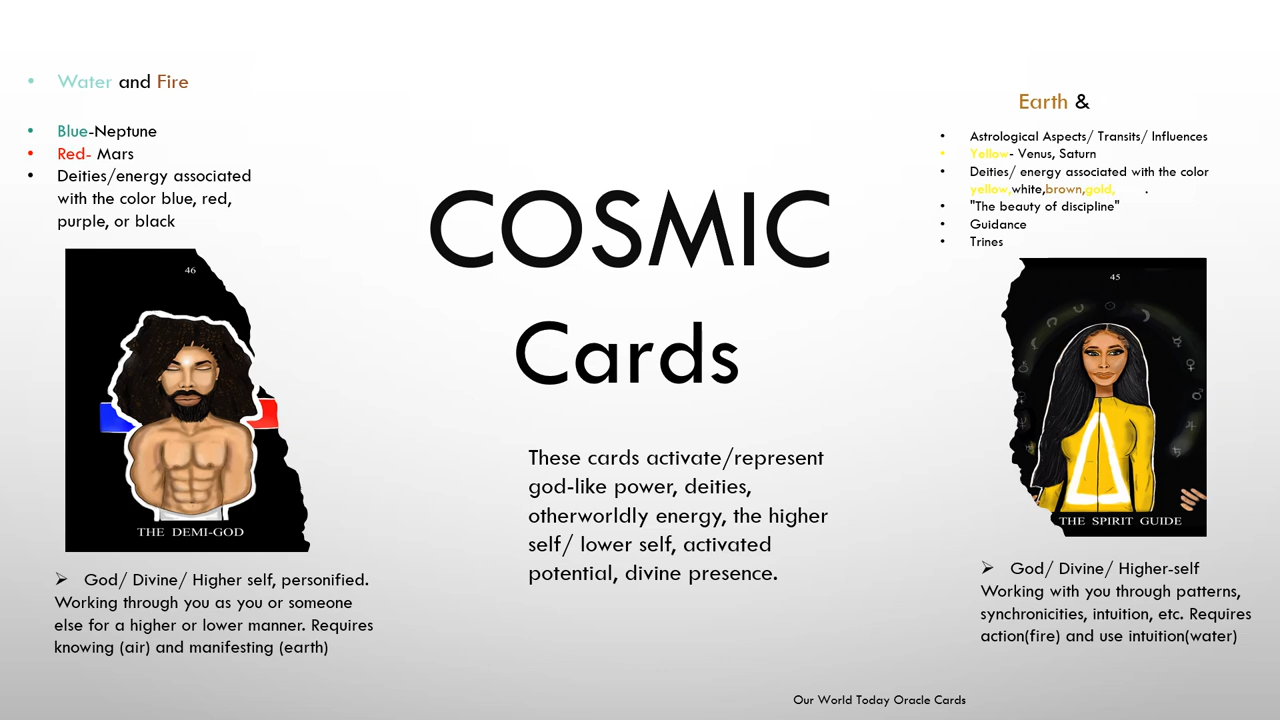 Water and Fire
Blue-Neptune
Red- Mars
Deities/energy associated
with the color blue, red,
purple, or black
46
THE DEMI-GOD
God/ Divine/ Higher self, personified.
Working through you as you or someone
else for a higher or lower manner. Requires
knowing (air) and manifesting (earth)
COSMIC
Cards
These cards activate/represent
god-like power, deities,
otherworldly energy, the higher
self/ lower self, activated
potential, divine presence.
Earth &
Astrological Aspects/ Transits/ Influences
Yellow- Venus, Saturn
Deities/ energy associated with the color
yellow,white,brown,gold, .
"The beauty of discipline"
Guidance
Trines
45
THE SPIRIT GUIDE
God/ Divine/ Higher-self
Working with you through patterns,
synchronicities, intuition, etc. Requires
action(fire) and use intuition(water)
Our World Today Oracle Cards